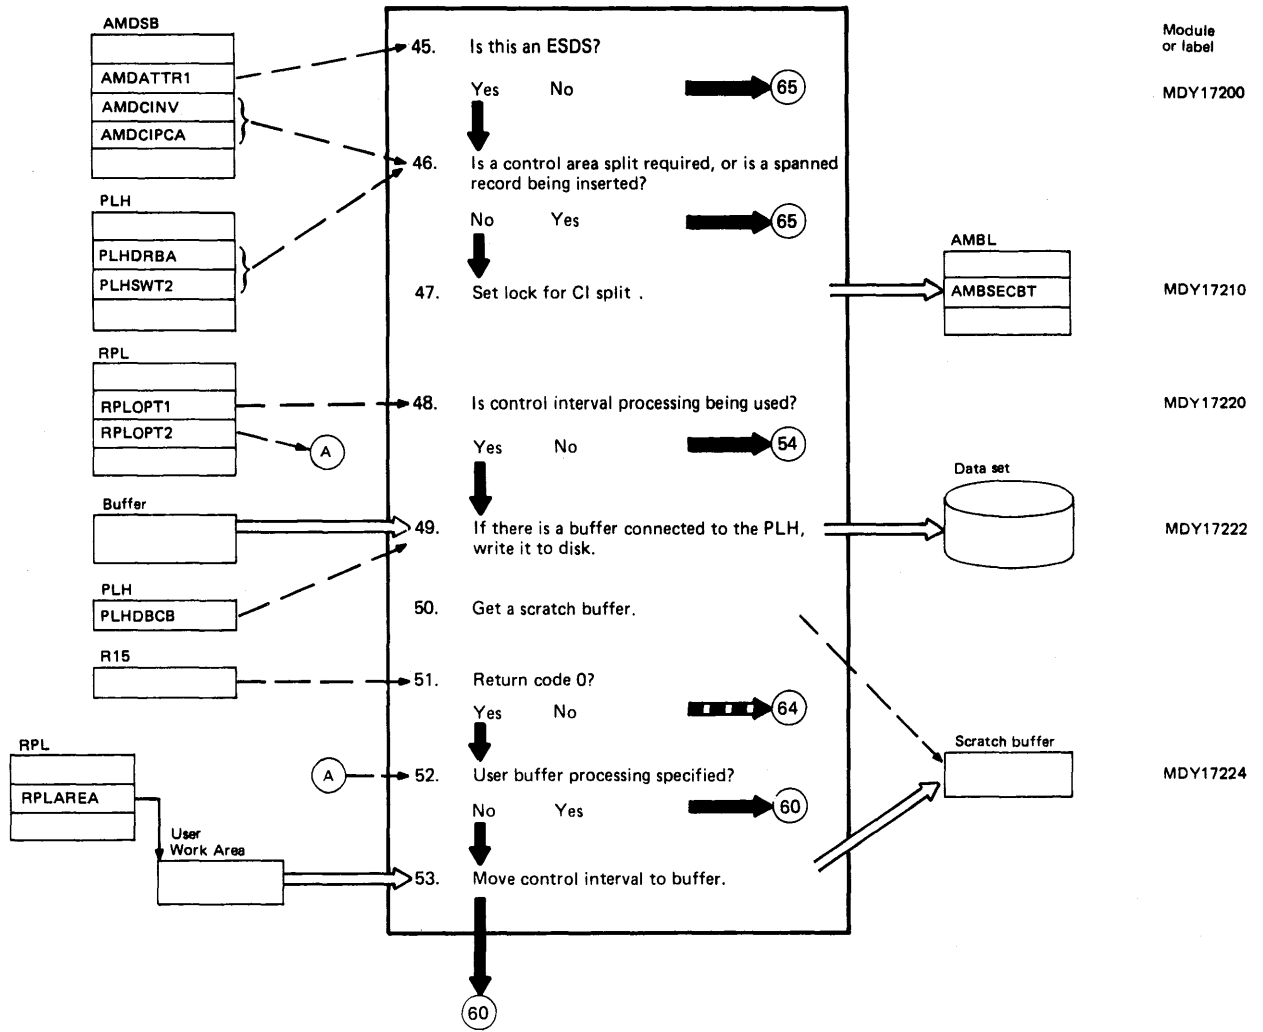 AMDSB
AMDATTR1
AMDCINV
AMDCIPCA
PLH
PLHDRBA
PLHSWT2
RPL
RPLOPT1
RPLOPT2
A
Buffer
PLH
PLHDBCB
R15
RPL
RPLAREA
User
Work Area
A
45. Is this an ESDS?
Yes No 65
46. Is a control area split required, or is a spanned
record being inserted?
No Yes 65
47. Set lock for CI split .
48. Is control interval processing being used?
Yes No 54
49. If there is a buffer connected to the PLH,
write it to disk.
50. Get a scratch buffer.
51. Return code 0?
Yes No 64
52. User buffer processing specified?
No Yes 60
53. Move control interval to buffer.
60
AMBL
AMBSECBT
Data set
Scratch buffer
Module
or label
MDY17200
MDY17210
MDY17220
MDY17222
MDY17224